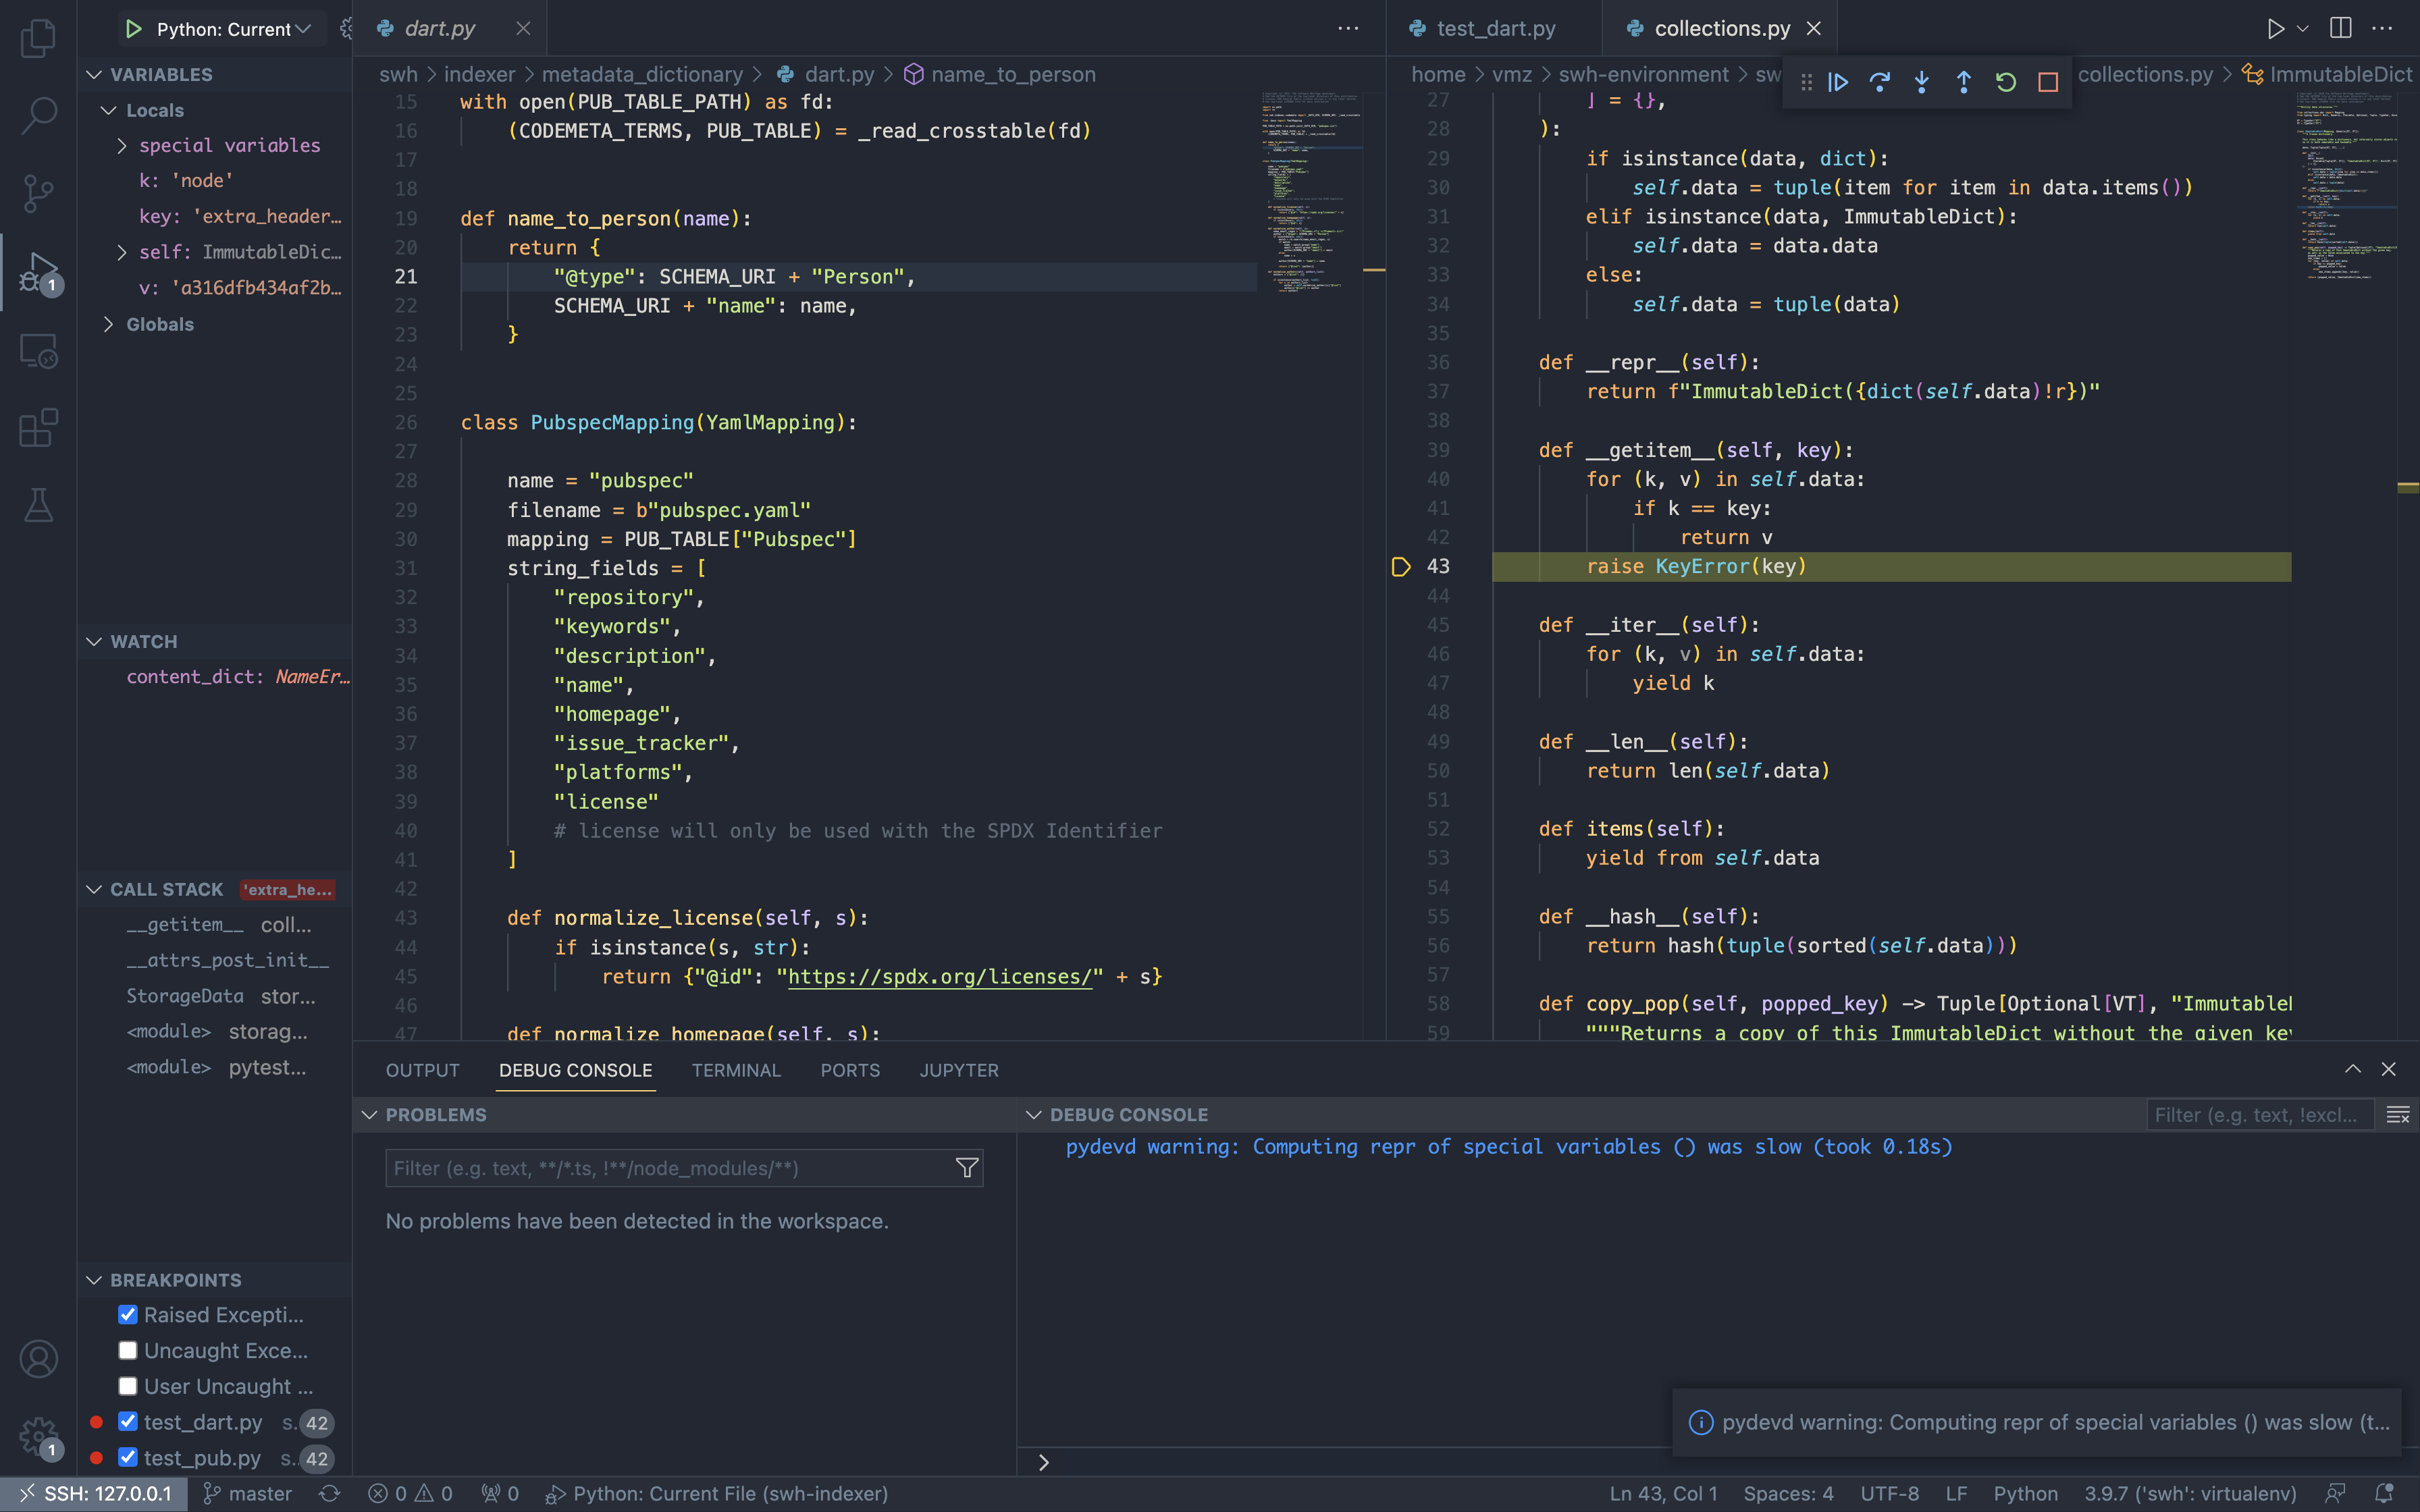 Python: Current
VARIABLES
Locals
special variables
k: 'node'
key: 'extra_header…
self: ImmutableDic…
v: 'a316dfb434af2b…
Globals
WATCH
content_dict: NameEr…
CALL STACK 'extra_he...
__getitem__ coll...
__attrs_post_init__
StorageData stor...
<module> storag...
<module> pytest...
BREAKPOINTS
Raised Excepti...
Uncaught Exce...
User Uncaught ...
test_dart.py s. 42
test_pub.py s. 42
1
1
dart.py
swh > indexer > metadata_dictionary > dart.py > name_to_person
15 with open(PUB_TABLE_PATH) as fd:
16 (CODEMETA_TERMS, PUB_TABLE) = _read_crosstable(fd)
17
18
19 def name_to_person(name):
20 return {
21 "@type": SCHEMA_URI + "Person",
22 SCHEMA_URI + "name": name,
23 }
24
25
26 class PubspecMapping(YamlMapping):
27
28 name = "pubspec"
29 filename = b"pubspec.yaml"
30 mapping = PUB_TABLE["Pubspec"]
31 string_fields = [
32 "repository",
33 "keywords",
34 "description",
35 "name",
36 "homepage",
37 "issue_tracker",
38 "platforms",
39 "license"
40 # license will only be used with the SPDX Identifier
41 ]
42
43 def normalize_license(self, s):
44 if isinstance(s, str):
45 return {"@id": "https://spdx.org/licenses/" + s}
46
47 def normalize_homepage(self, s):
test_dart.py
collections.py
home > vmz > swh-environment > sw
collections.py > ImmutableDict
27 ] = {},
28 ):
29 if isinstance(data, dict):
30 self.data = tuple(item for item in data.items())
31 elif isinstance(data, ImmutableDict):
32 self.data = data.data
33 else:
34 self.data = tuple(data)
35
36 def __repr__(self):
37 return f"ImmutableDict({dict(self.data)!r})"
38
39 def __getitem__(self, key):
40 for (k, v) in self.data:
41 if k == key:
42 return v
43 raise KeyError(key)
44
45 def __iter__(self):
46 for (k, v) in self.data:
47 yield k
48
49 def __len__(self):
50 return len(self.data)
51
52 def items(self):
53 yield from self.data
54
55 def __hash__(self):
56 return hash(tuple(sorted(self.data)))
57
58 def copy_pop(self, popped_key) -> Tuple[Optional[VT], "Immutable
59 """Returns a copy of this ImmutableDict without the given key
OUTPUT DEBUG CONSOLE TERMINAL PORTS JUPYTER
PROBLEMS
Filter (e.g. text, **/*.ts, !**/node_modules/**)
No problems have been detected in the workspace.
DEBUG CONSOLE
Filter (e.g. text, !excl...
pydevd warning: Computing repr of special variables () was slow (took 0.18s)
pydevd warning: Computing repr of special variables () was slow (t...
SSH: 127.0.0.1 master 0 0 0 Python: Current File (swh-indexer)
Ln 43, Col 1 Spaces: 4 UTF-8 LF Python 3.9.7 ('swh': virtualenv)